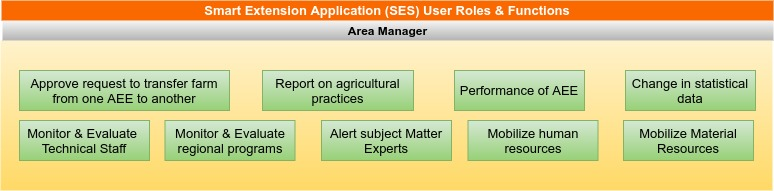 Smart Extension Application (SES) User Roles & Functions
Area Manager
Approve request to transfer farm
from one AEE to another
Report on agricultural
practices
Performance of AEE
Change in statistical
data
Monitor & Evaluate
Technical Staff
Monitor & Evaluate
regional programs
Alert subject Matter
Experts
Mobilize human
resources
Mobilize Material
Resources